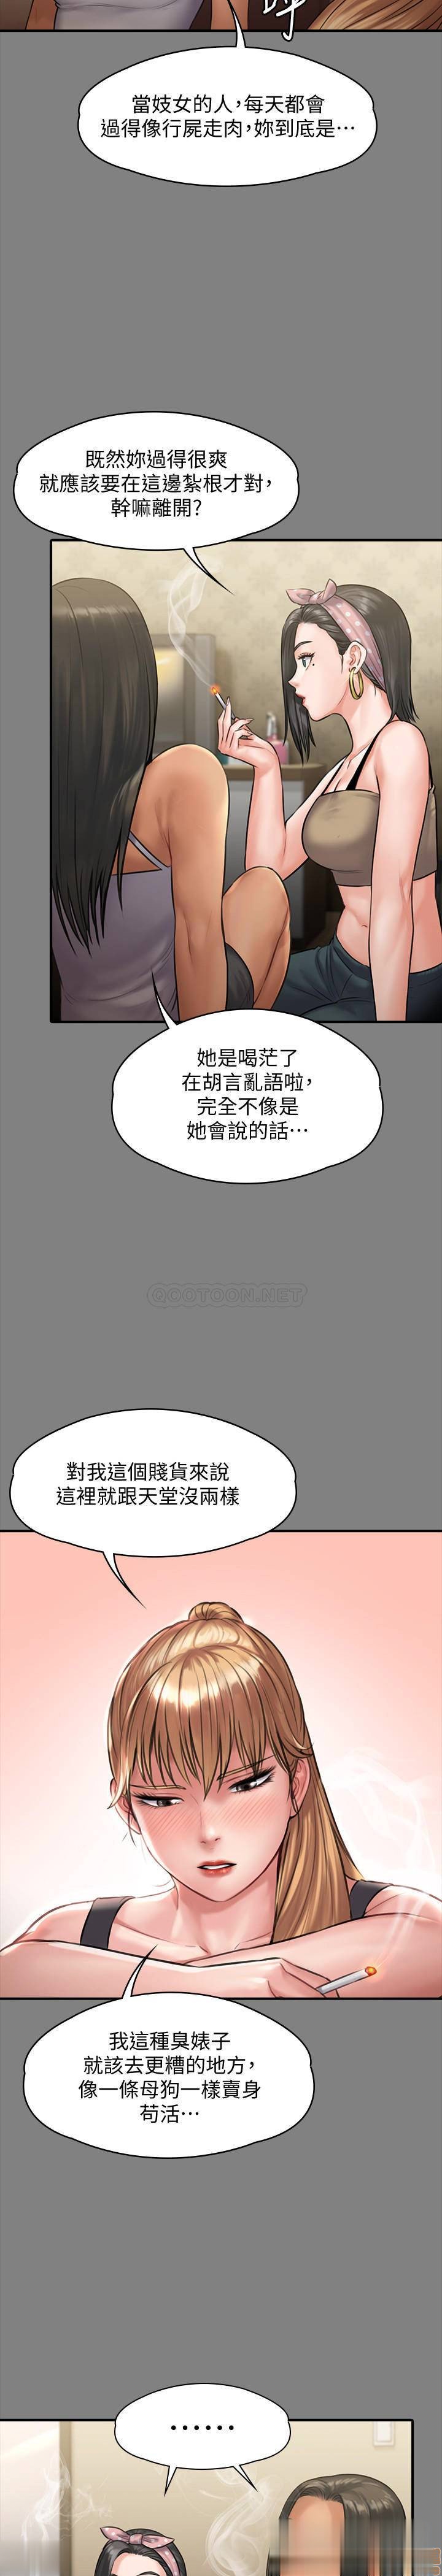 呼
當妓女的人，每天都會
過得像行屍走肉，妳到底是…
既然妳過得很爽
就應該要在這邊紮根才對，
幹嘛離開？
她是喝茫了
在胡言亂語啦，
完全不像是
她會說的話…
QOOTOON.NET
對我這個賤貨來說
這裡就跟天堂沒兩樣
我這種臭婊子
就該去更糟的地方，
像一條母狗一樣賣身
苟活…
……